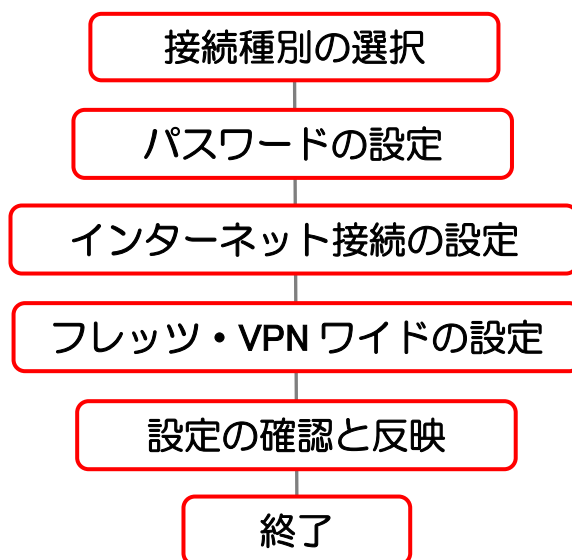 接続種別の選択
パスワードの設定
インターネット接続の設定
フレッツ・VPN ワイドの設定
設定の確認と反映
終了